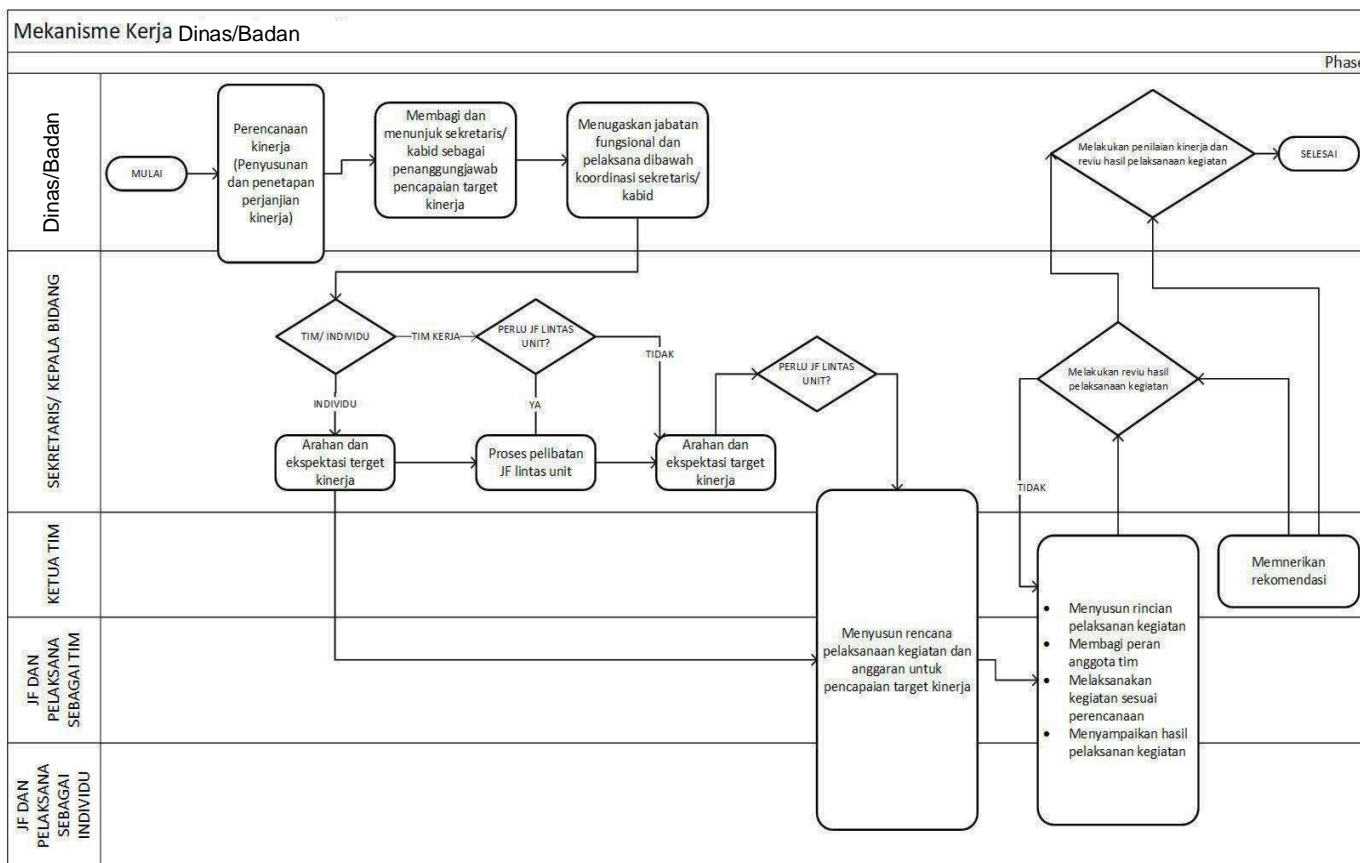 Mekanisme Kerja Dinas/Badan
Phase
Dinas/Badan
MULAI
Perencanaan
kinerja
(Penyusunan
dan penetapan
perjanjian
kinerja)
Membagi dan
menunjuk sekretaris/
kabid sebagai
penanggungjawab
pencapaian target
kinerja
Menugaskan jabatan
fungsional dan
pelaksana dibawah
koordinasi sekretaris/
kabid
Melakukan penilaian kinerja dan
reviu hasil pelaksanaan kegiatan
SELESAI
SEKRETARIS/ KEPALA BIDANG
TIM/ INDIVIDU
TIM KERJA
PERLU JF LINTAS
UNIT?
TIDAK
PERLU JF LINTAS
UNIT?
Melakukan reviu hasil
pelaksanaan kegiatan
INDIVIDU
YA
Arahan dan
ekspektasi terget
kinerja
Proses pelibatan
JF lintas unit
Arahan dan
ekspektasi target
kinerja
TIDAK
KETUA TIM
Memnerikan
rekomendasi
JF DAN
PELAKSANA
SEBAGAI TIM
Menyusun rencana
pelaksanaan kegiatan dan
anggaran untuk
pencapaian target kinerja
• Menyusun rincian
pelaksanan kegiatan
• Membagi peran
anggota tim
• Melaksanakan
kegiatan sesuai
perencanaan
• Menyampaikan hasil
pelaksanan kegiatan
JF DAN
PELAKSANA
SEBAGAI
INDIVIDU